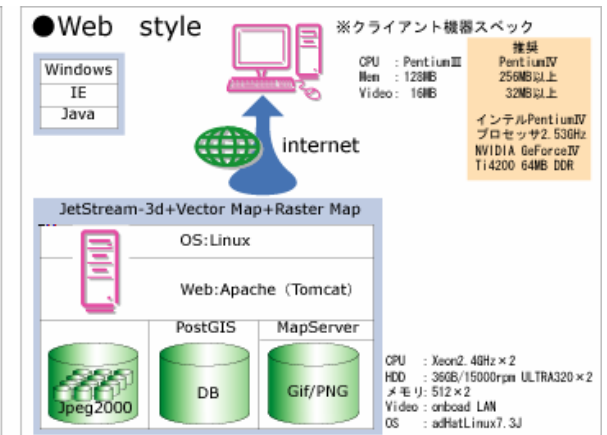 ●Web style
※クライアント機器スペック
Windows
IE
Java
CPU : PentiumⅢ
Mem : 128MB
Video: 16MB
推奨
PentiumⅣ
256MB以上
32MB以上
インテルPentiumⅣ
プロセッサ2.53GHz
NVIDIA GeForceⅣ
Ti4200 64MB DDR
internet
JetStream-3d+Vector Map+Raster Map
OS:Linux
Web:Apache (Tomcat)
PostGIS
MapServer
Jpeg2000
DB
Gif/PNG
CPU : Xeon2.4GHz×2
HDD : 36GB/15000rpm ULTRA320×2
メモリ: 512×2
Video : onboad LAN
OS : adHatLinux7.3J